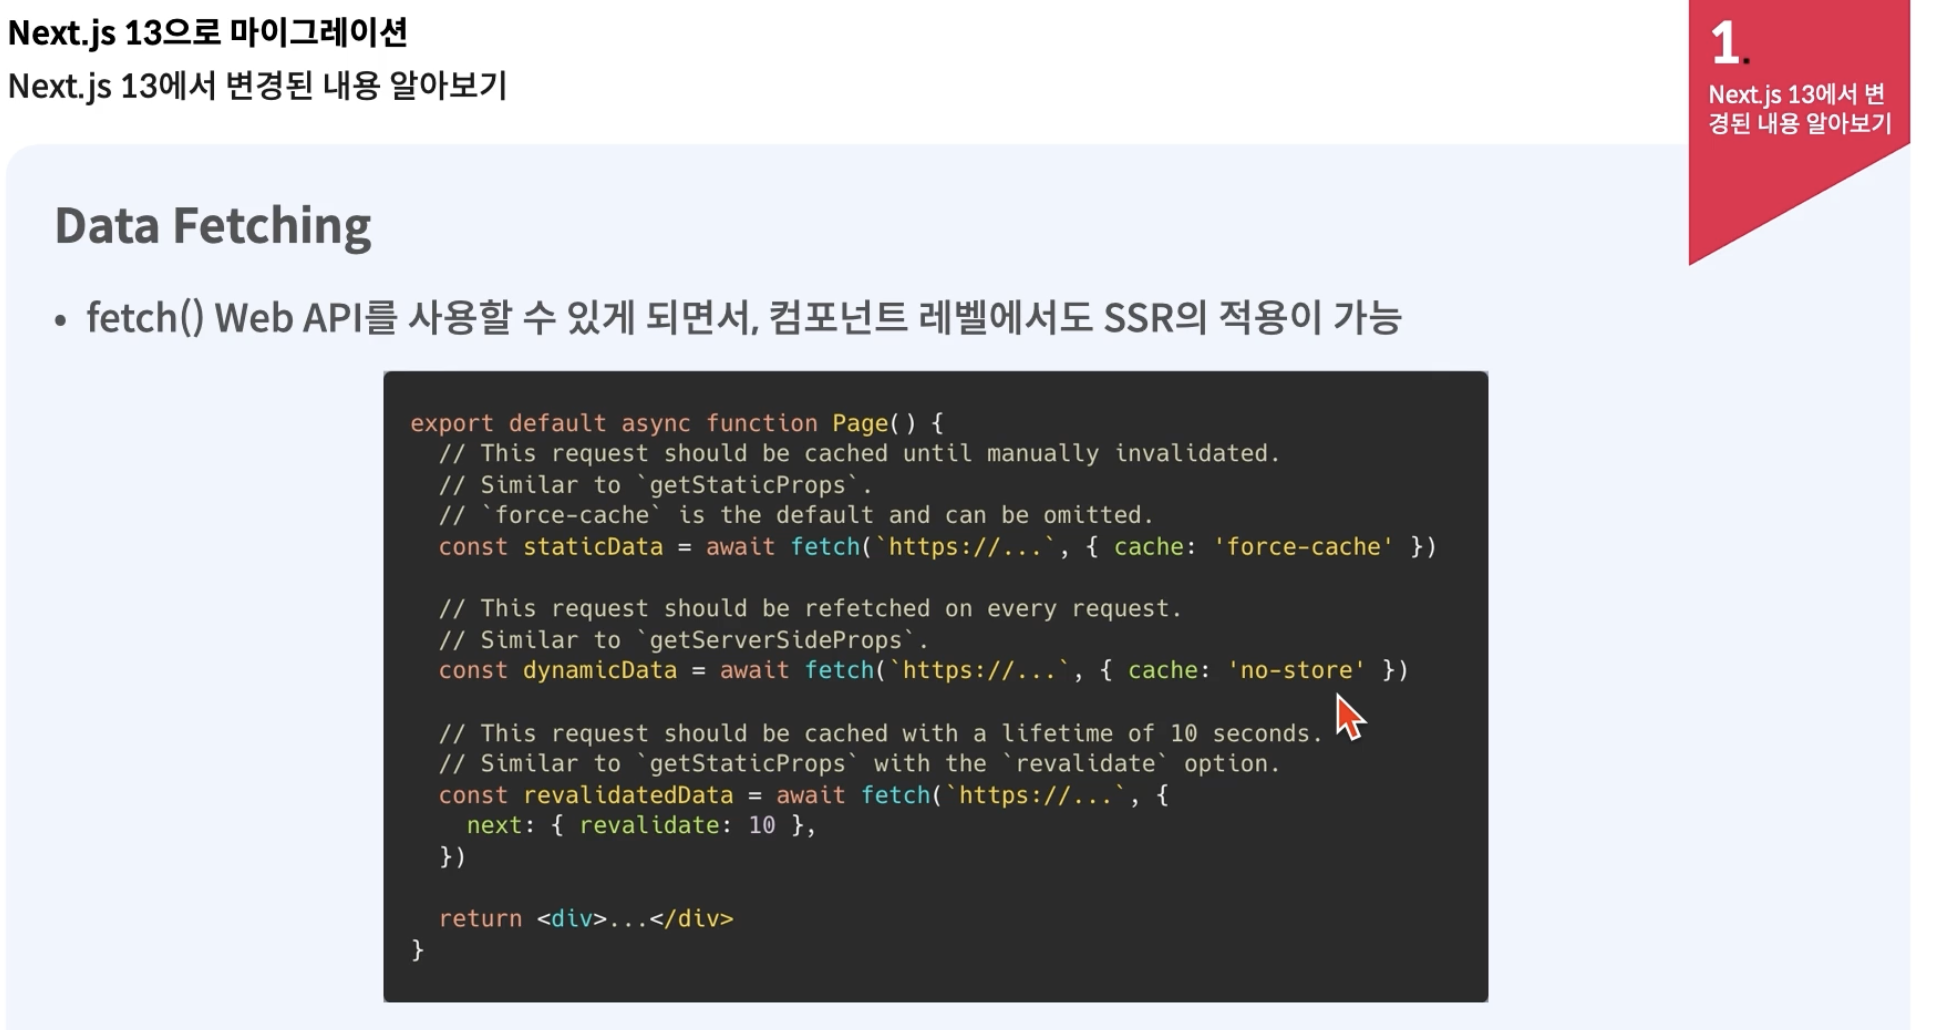 Next.js 13으로 마이그레이션
Next.js 13에서 변경된 내용 알아보기
1.
Next.js 13에서 변
경된 내용 알아보기
Data Fetching
• fetch() Web API를 사용할 수 있게 되면서, 컴포넌트 레벨에서도 SSR의 적용이 가능
export default async function Page() {
  // This request should be cached until manually invalidated.
  // Similar to `getStaticProps`.
  // `force-cache` is the default and can be omitted.
  const staticData = await fetch(`https://...`, { cache: 'force-cache' })

  // This request should be refetched on every request.
  // Similar to `getServerSideProps`.
  const dynamicData = await fetch(`https://...`, { cache: 'no-store' })

  // This request should be cached with a lifetime of 10 seconds.
  // Similar to `getStaticProps` with the `revalidate` option.
  const revalidatedData = await fetch(`https://...`, {
    next: { revalidate: 10 },
  })

  return <div>...</div>
}